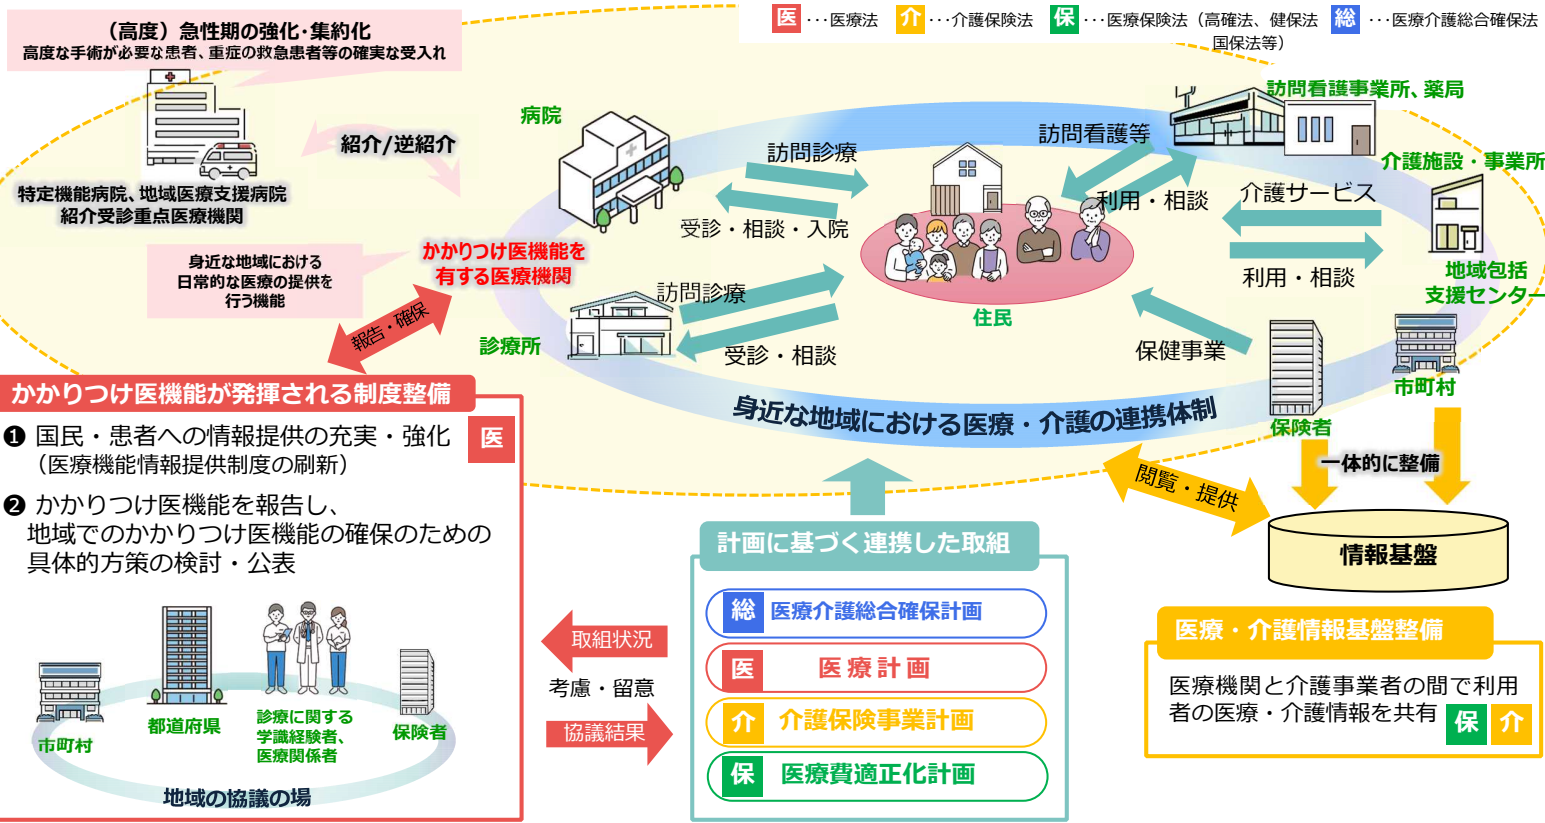 医 ･･･医療法 介 ･･･介護保険法 保 ･･･医療保険法（高確法、健保法 総 ･･･医療介護総合確保法
国保法等）
（高度）急性期の強化･集約化
高度な手術が必要な患者、重症の救急患者等の確実な受入れ
紹介/逆紹介
特定機能病院、地域医療支援病院
紹介受診重点医療機関
身近な地域における
日常的な医療の提供を
行う機能
かかりつけ医機能を
有する医療機関
病院
訪問診療
受診・相談・入院
診療所
訪問診療
受診・相談
住民
訪問看護等
利用・相談
訪問看護事業所、薬局
介護施設・事業所
介護サービス
利用・相談
地域包括
支援センター
保健事業
保険者
市町村
身近な地域における医療・介護の連携体制
報告・確保
かかりつけ医機能が発揮される制度整備
❶ 国民・患者への情報提供の充実・強化 医
（医療機能情報提供制度の刷新）
❷ かかりつけ医機能を報告し、
地域でのかかりつけ医機能の確保のための
具体的方策の検討・公表
市町村
都道府県
診療に関する
学識経験者、
医療関係者
保険者
地域の協議の場
取組状況
考慮・留意
協議結果
計画に基づく連携した取組
総 医療介護総合確保計画
医 医療計画
介 介護保険事業計画
保 医療費適正化計画
一体的に整備
閲覧・提供
情報基盤
医療・介護情報基盤整備
医療機関と介護事業者の間で利用
者の医療・介護情報を共有 保 介